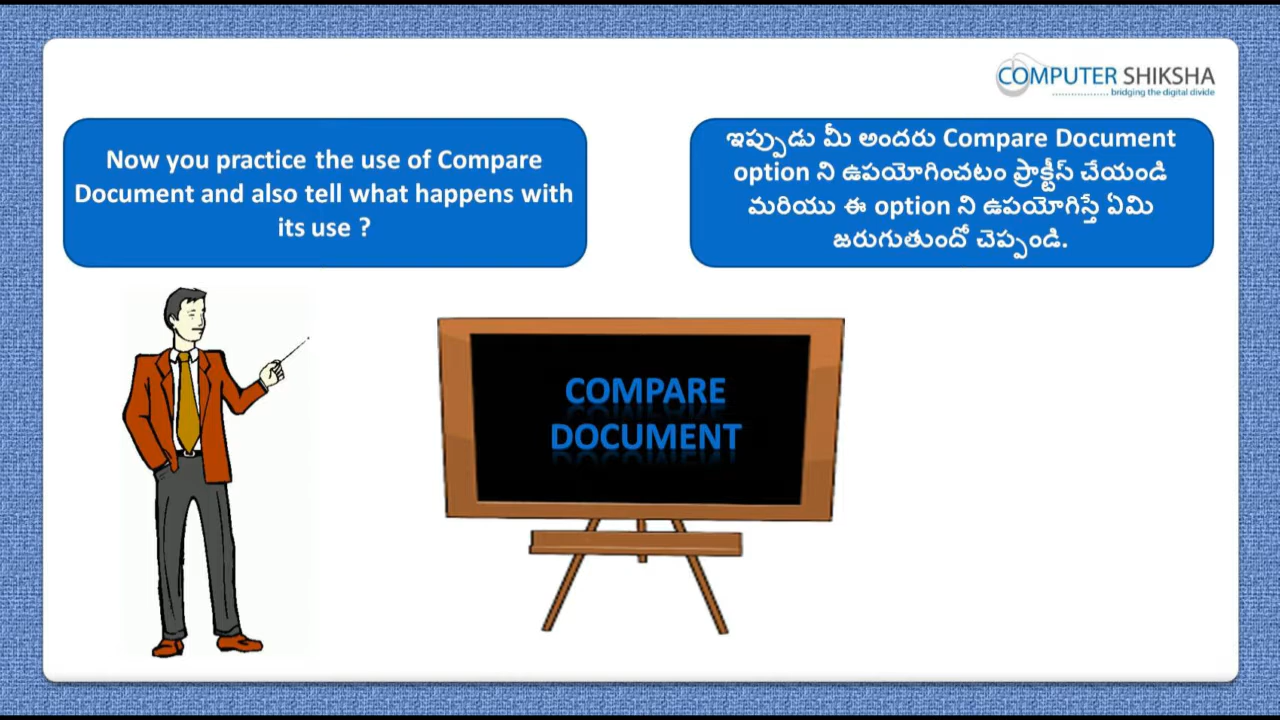 COMPUTER SHIKSHA
bridging the digital divide
Now you practice the use of Compare
Document and also tell what happens with
its use ?
ఇప్పుడు మీ అందరు Compare Document
option ని ఉపయోగించటం ప్రాక్టీస్ చేయండి
మరియు ఈ option ని ఉపయోగిస్తే ఏమి
జరుగుతుందో చెప్పండి.
COMPARE
DOCUMENT